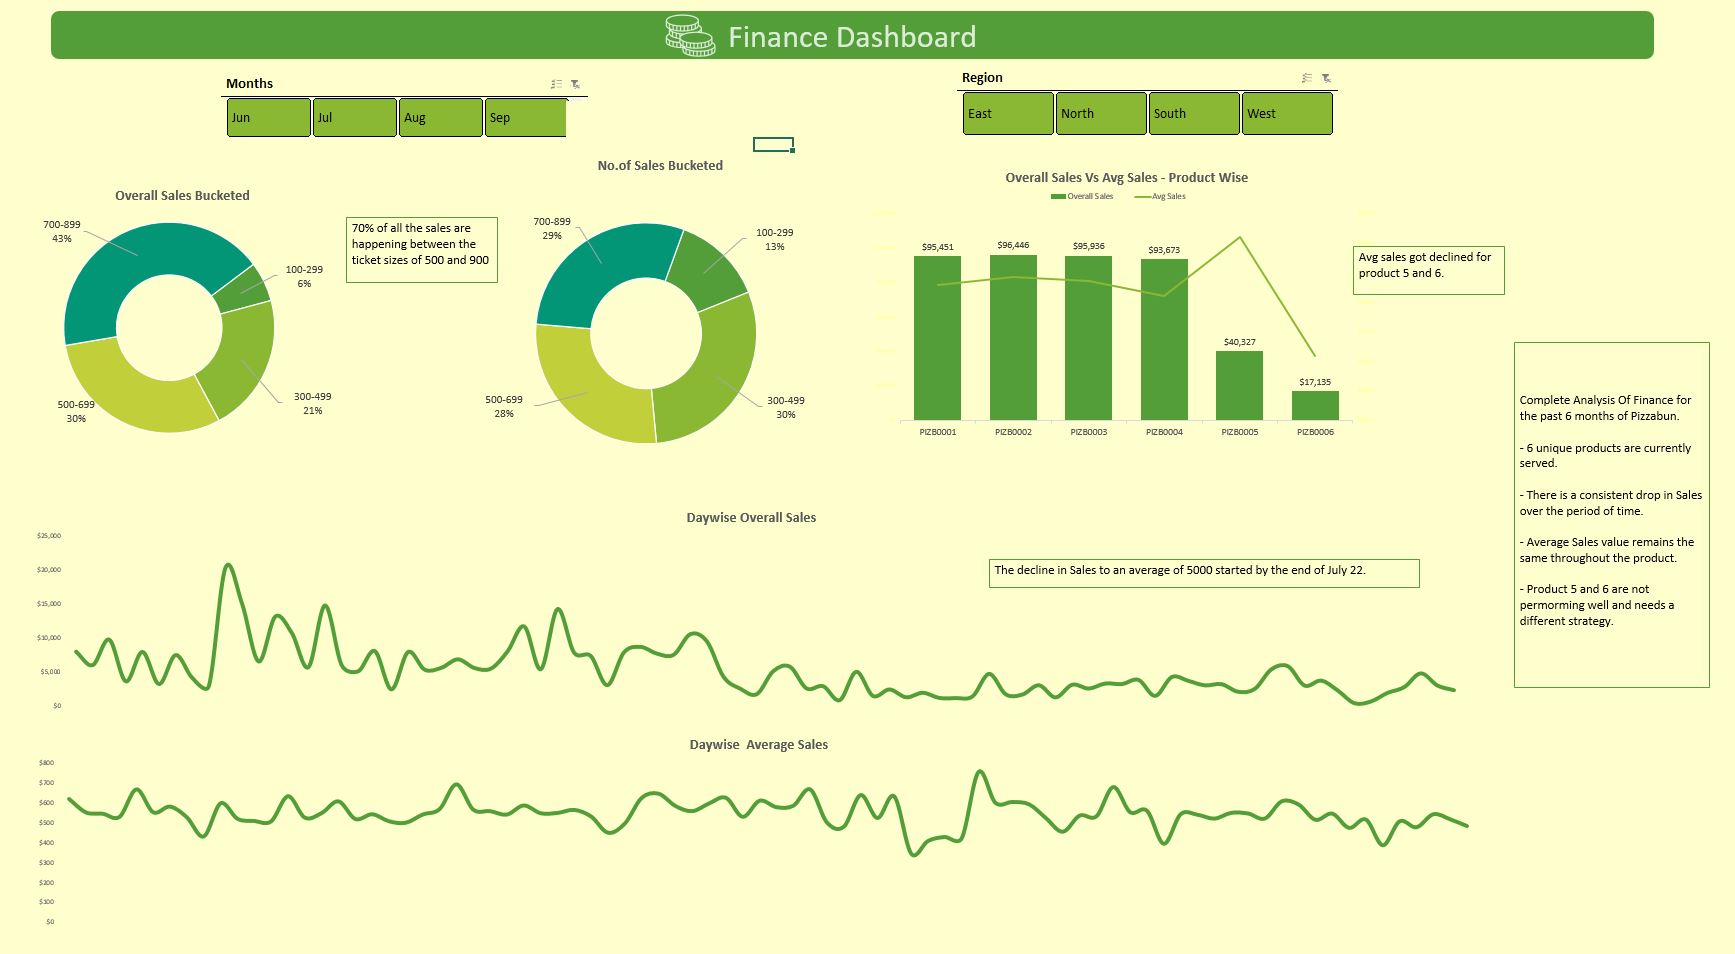 Finance Dashboard
Months
Jun
Jul
Aug
Sep
Region
East
North
South
West
Overall Sales Bucketed
700-899
43%
100-299
6%
300-499
21%
500-699
30%
70% of all the sales are
happening between the
ticket sizes of 500 and 900
No.of Sales Bucketed
700-899
29%
100-299
13%
300-499
30%
500-699
28%
Overall Sales Vs Avg Sales - Product Wise
Overall Sales
Avg Sales
$95,451
$96,446
$95,936
$93,673
$40,327
$17,135
PIZB0001
PIZB0002
PIZB0003
PIZB0004
PIZB0005
PIZB0006
Avg sales got declined for
product 5 and 6.
Complete Analysis Of Finance for
the past 6 months of Pizzabun.
- 6 unique products are currently
served.
- There is a consistent drop in Sales
over the period of time.
- Average Sales value remains the
same throughout the product.
- Product 5 and 6 are not
permorming well and needs a
different strategy.
Daywise Overall Sales
$25,000
$20,000
$15,000
$10,000
$5,000
$0
The decline in Sales to an average of 5000 started by the end of July 22.
Daywise  Average Sales
$800
$700
$600
$500
$400
$300
$200
$100
$0